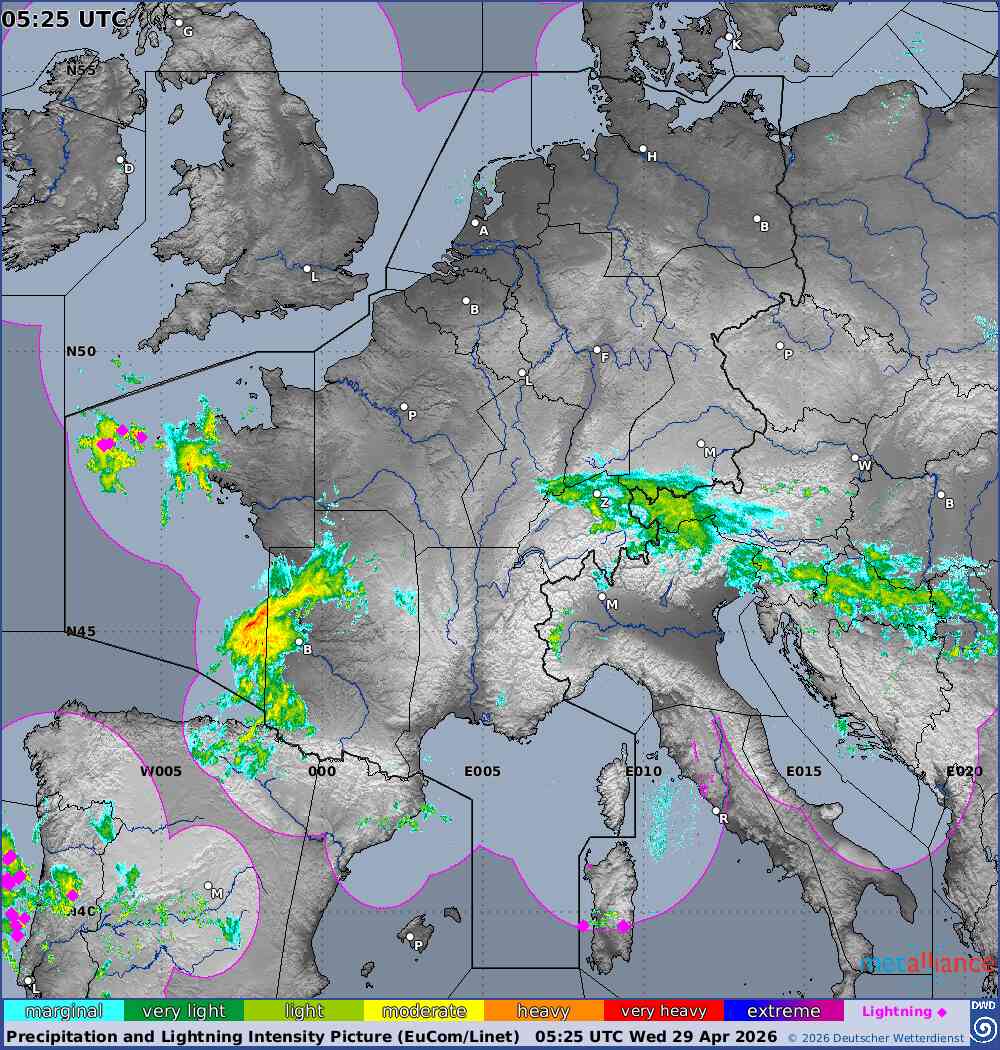 05:25 UTC
G
K
N55
D
H
A
B
L
B
N50
F
P
L
P
M
W
Z
B
M
N45
B
W005
000
E005
E010
E015
E020
R
M
N40
P
L
metalliance
marginal very light light moderate heavy very heavy extreme Lightning
DWD
Precipitation and Lightning Intensity Picture (EuCom/Linet) 05:25 UTC Wed 29 Apr 2026 © 2026 Deutscher Wetterdienst